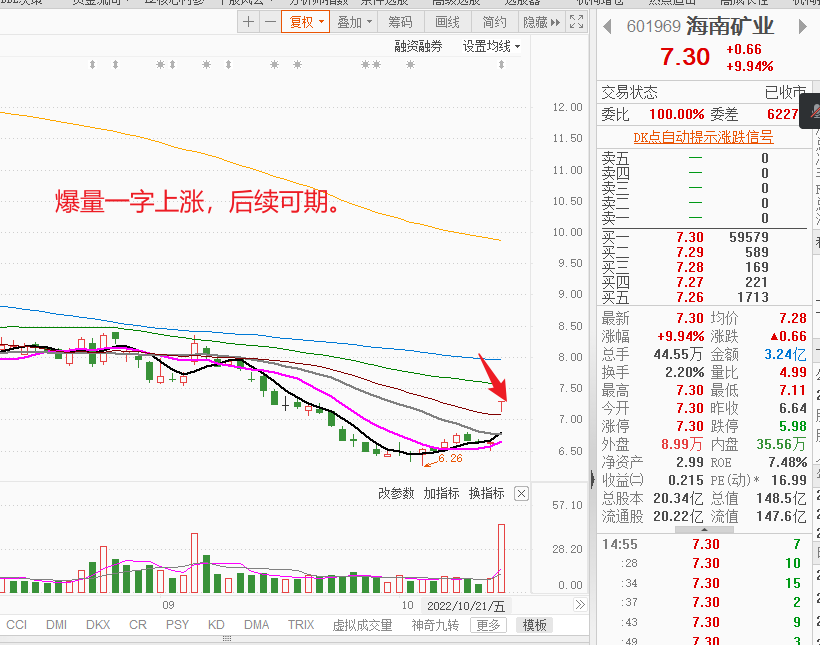 复权 叠加 筹码 画线 简约 隐藏
融资融券 设置均线
爆量一字上涨，后续可期。
12.00
11.50
11.00
10.50
10.00
9.50
9.00
8.50
8.00
7.50
7.00
6.50
6.26
改参数 加指标 换指标
57.10
28.20
0.00
09 10 2022/10/21/五
CCI DMI DKX CR PSY KD DMA TRIX 虚拟成交量 神奇九转 更多 模板
601969 海南矿业
7.30 +0.66
+9.94%
交易状态 已收市
委比 100.00% 委差 6227
DK点自动提示涨跌信号
卖五 — 0
卖四 — 0
卖三 — 0
卖二 — 0
卖一 — 0
买一 7.30 59579
买二 7.29 589
买三 7.28 169
买四 7.27 221
买五 7.26 1713
最新 7.30 均价 7.28
涨幅 +9.94% 涨跌 ▲0.66
总手 44.55万 金额 3.24亿
换手 2.20% 量比 4.99
最高 7.30 最低 7.11
今开 7.30 昨收 6.64
涨停 7.30 跌停 5.98
外盘 8.99万 内盘 35.56万
净资产 2.99 ROE 7.48%
收益㈡ 0.215 PE(动)* 16.99
总股本 20.34亿 总值 148.5亿
流通股 20.22亿 流值 147.6亿
14:55 7.30 7
:28 7.30 10
:34 7.30 15
:37 7.30 2
:43 7.30 9
:49 7.30 3